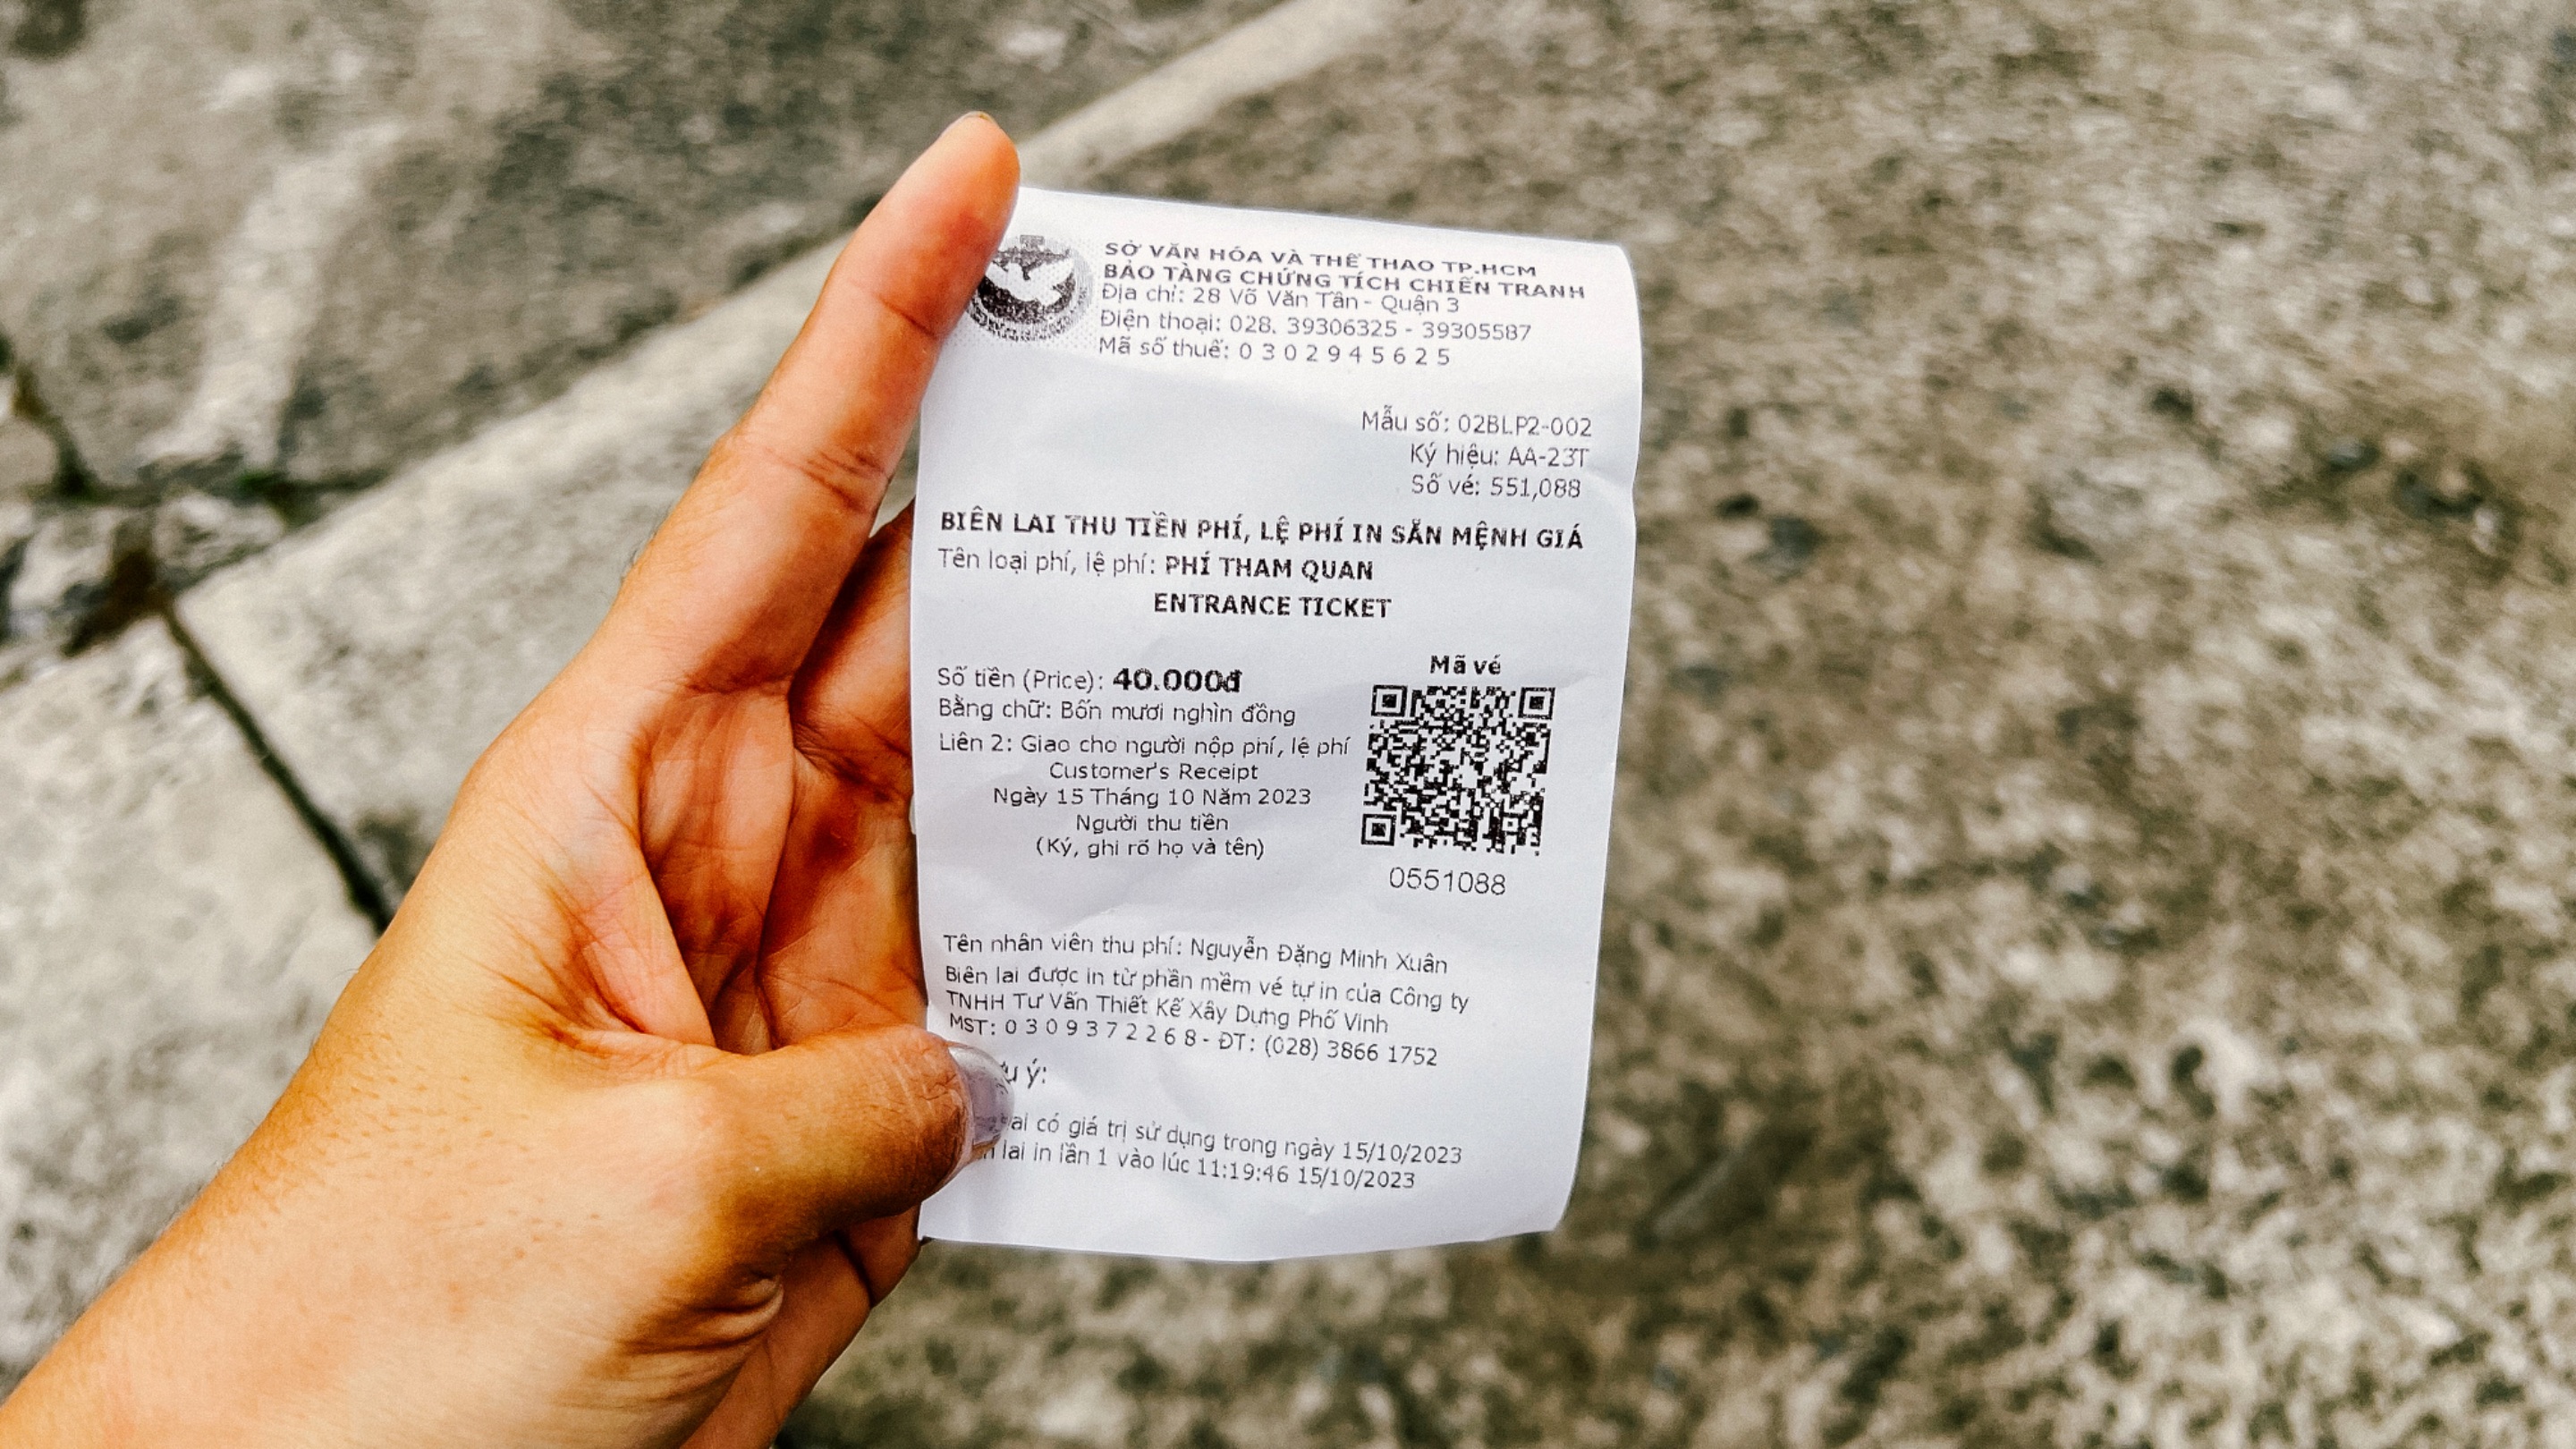 SỞ VĂN HÓA VÀ THỂ THAO TP.HCM
BẢO TÀNG CHỨNG TÍCH CHIẾN TRANH
Địa chỉ: 28 Võ Văn Tần - Quận 3
Điện thoại: 028. 39306325 - 39305587
Mã số thuế: 0 3 0 2 9 4 5 6 2 5
Mẫu số: 02BLP2-002
Ký hiệu: AA-23T
Số vé: 551,088
BIÊN LAI THU TIỀN PHÍ, LỆ PHÍ IN SẴN MỆNH GIÁ
Tên loại phí, lệ phí: PHÍ THAM QUAN
ENTRANCE TICKET
Số tiền (Price): 40.000đ
Bằng chữ: Bốn mươi nghìn đồng
Liên 2: Giao cho người nộp phí, lệ phí
Customer's Receipt
Ngày 15 Tháng 10 Năm 2023
Người thu tiền
(Ký, ghi rõ họ và tên)
Mã vé
0551088
Tên nhân viên thu phí: Nguyễn Đặng Minh Xuân
Biên lai được in từ phần mềm vé tự in của Công ty
TNHH Tư Vấn Thiết Kế Xây Dựng Phố Vinh
MST: 0 3 0 9 3 7 2 2 6 8 - ĐT: (028) 3866 1752
ý:
lai có giá trị sử dụng trong ngày 15/10/2023
lai in lần 1 vào lúc 11:19:46 15/10/2023